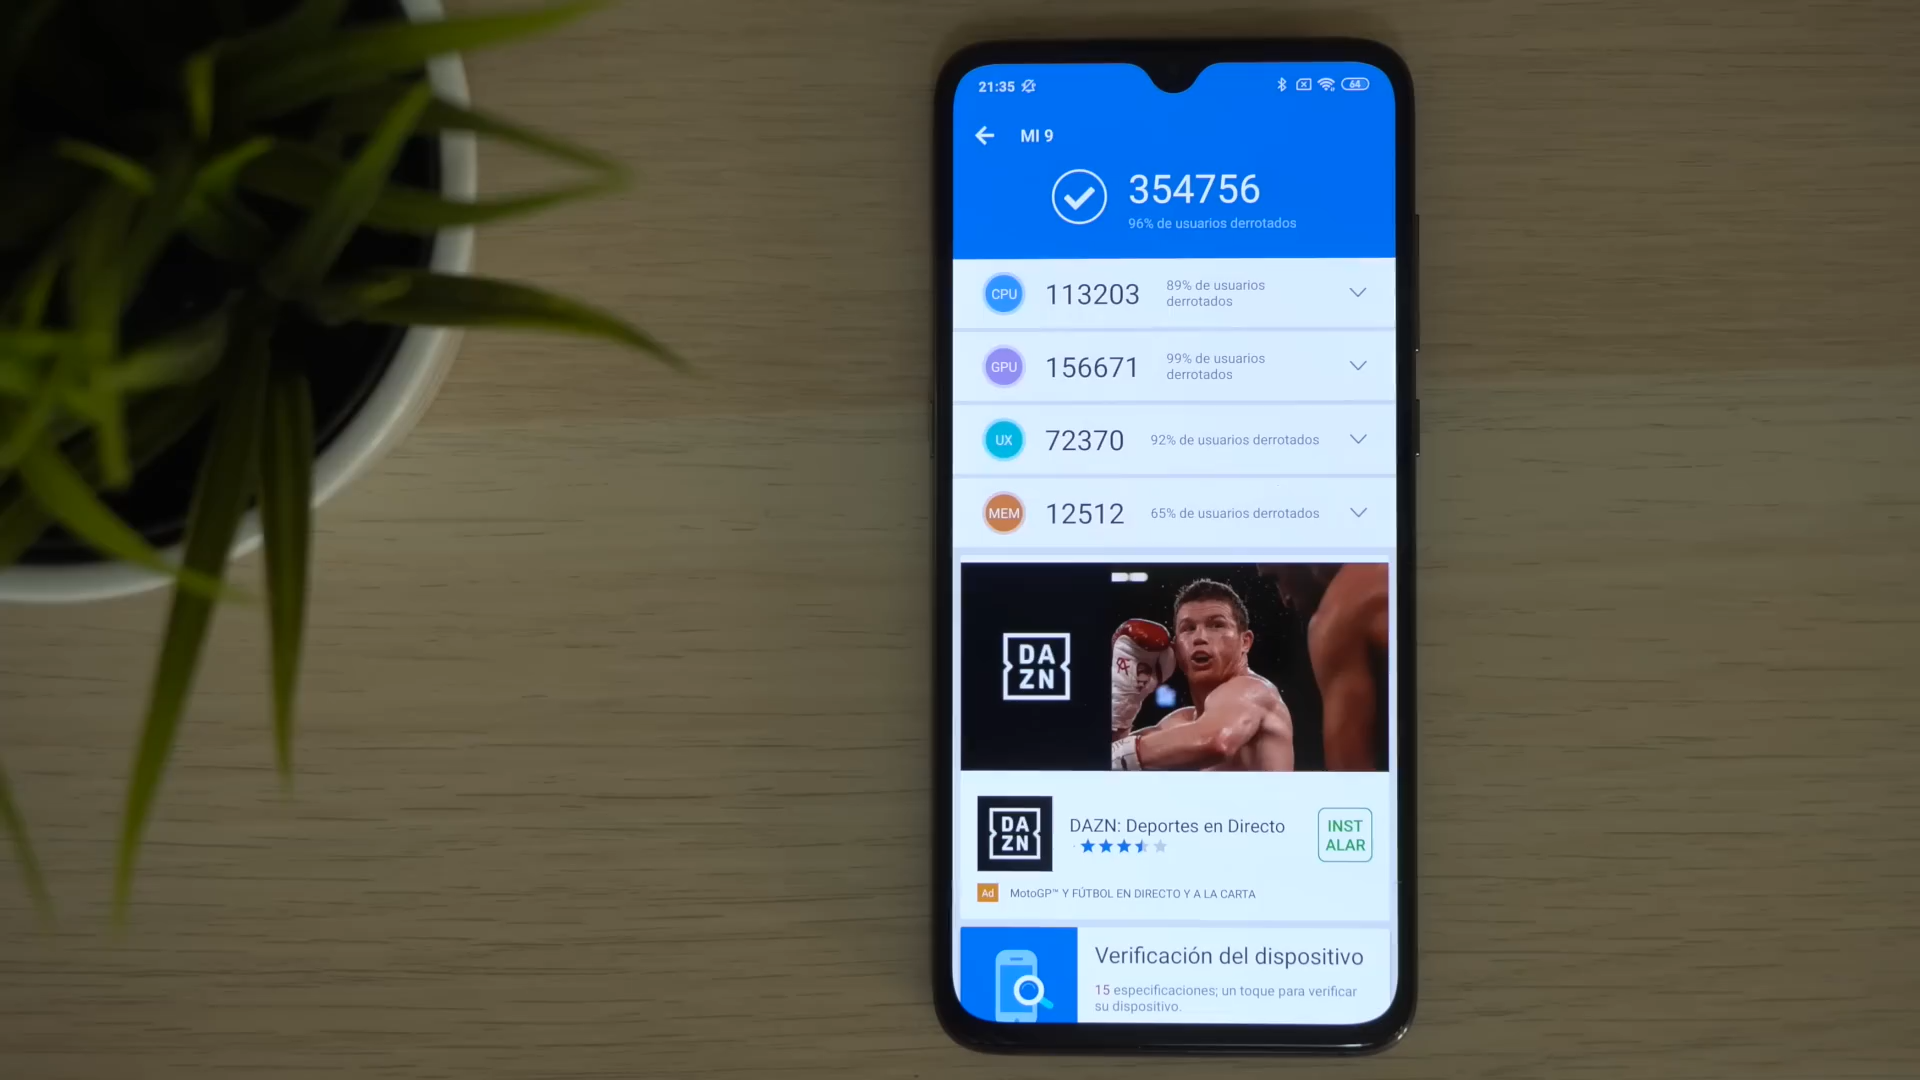 21:35
64
MI 9
354756
96% de usuarios derrotados
CPU
113203
89% de usuarios
derrotados
GPU
156671
99% de usuarios
derrotados
UX
72370
92% de usuarios derrotados
MEM
12512
65% de usuarios derrotados
DA
ZN
DA
ZN
DAZN: Deportes en Directo
INST
ALAR
Ad
MotoGP™ Y FÚTBOL EN DIRECTO Y A LA CARTA
Verificación del dispositivo
15 especificaciones; un toque para verificar
su dispositivo.